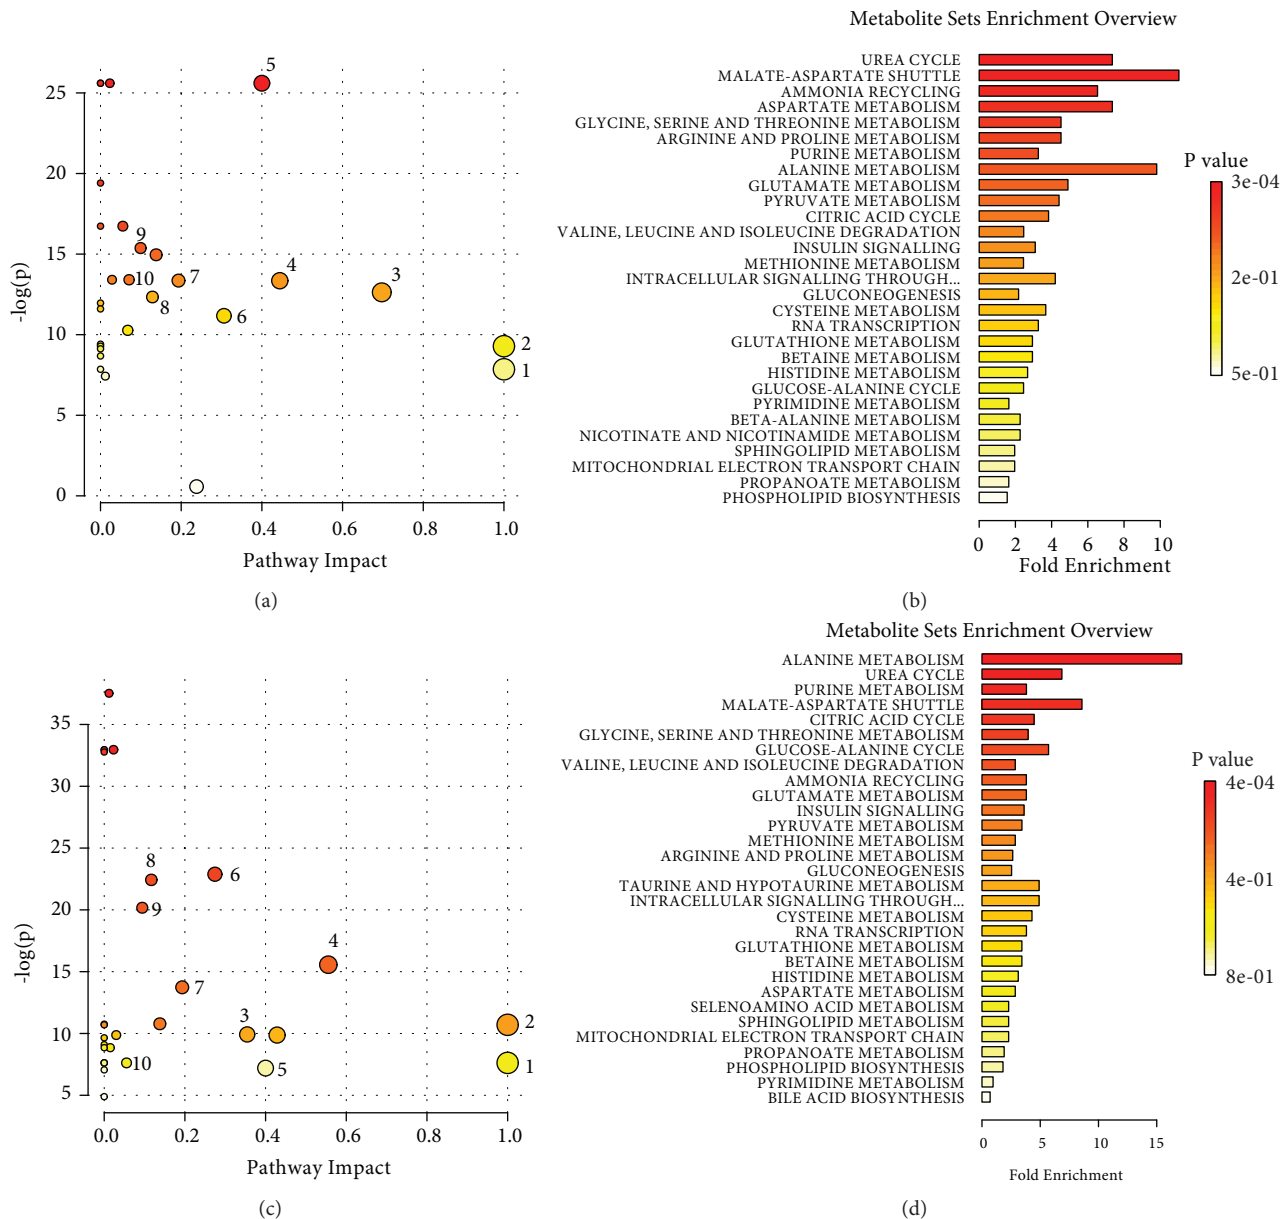 5
25
20
-log(p)
15
10
5
0
9
10
7
8
4
3
6
2
1
0.0 0.2 0.4 0.6 0.8 1.0
Pathway Impact
(a)
Metabolite Sets Enrichment Overview
UREA CYCLE
MALATE-ASPARTATE SHUTTLE
AMMONIA RECYCLING
ASPARTATE METABOLISM
GLYCINE, SERINE AND THREONINE METABOLISM
ARGININE AND PROLINE METABOLISM
PURINE METABOLISM
ALANINE METABOLISM
GLUTAMATE METABOLISM
PYRUVATE METABOLISM
CITRIC ACID CYCLE
VALINE, LEUCINE AND ISOLEUCINE DEGRADATION
INSULIN SIGNALLING
METHIONINE METABOLISM
INTRACELLULAR SIGNALLING THROUGH...
GLUCONEOGENESIS
CYSTEINE METABOLISM
RNA TRANSCRIPTION
GLUTATHIONE METABOLISM
BETAINE METABOLISM
HISTIDINE METABOLISM
GLUCOSE-ALANINE CYCLE
PYRIMIDINE METABOLISM
BETA-ALANINE METABOLISM
NICOTINATE AND NICOTINAMIDE METABOLISM
SPHINGOLIPID METABOLISM
MITOCHONDRIAL ELECTRON TRANSPORT CHAIN
PROPANOATE METABOLISM
PHOSPHOLIPID BIOSYNTHESIS
0 2 4 6 8 10
Fold Enrichment
P value
3e-04
2e-01
5e-01
(b)
35
30
25
20
-log(p)
15
10
5
8
6
9
4
7
3
2
5
1
10
0.0 0.2 0.4 0.6 0.8 1.0
Pathway Impact
(c)
Metabolite Sets Enrichment Overview
ALANINE METABOLISM
UREA CYCLE
PURINE METABOLISM
MALATE-ASPARTATE SHUTTLE
CITRIC ACID CYCLE
GLYCINE, SERINE AND THREONINE METABOLISM
GLUCOSE-ALANINE CYCLE
VALINE, LEUCINE AND ISOLEUCINE DEGRADATION
AMMONIA RECYCLING
GLUTAMATE METABOLISM
INSULIN SIGNALLING
PYRUVATE METABOLISM
METHIONINE METABOLISM
ARGININE AND PROLINE METABOLISM
GLUCONEOGENESIS
TAURINE AND HYPOTAURINE METABOLISM
INTRACELLULAR SIGNALLING THROUGH...
CYSTEINE METABOLISM
RNA TRANSCRIPTION
GLUTATHIONE METABOLISM
BETAINE METABOLISM
HISTIDINE METABOLISM
ASPARTATE METABOLISM
SELENOAMINO ACID METABOLISM
SPHINGOLIPID METABOLISM
MITOCHONDRIAL ELECTRON TRANSPORT CHAIN
PROPANOATE METABOLISM
PHOSPHOLIPID BIOSYNTHESIS
PYRIMIDINE METABOLISM
BILE ACID BIOSYNTHESIS
0 5 10 15
Fold Enrichment
P value
4e-04
4e-01
8e-01
(d)